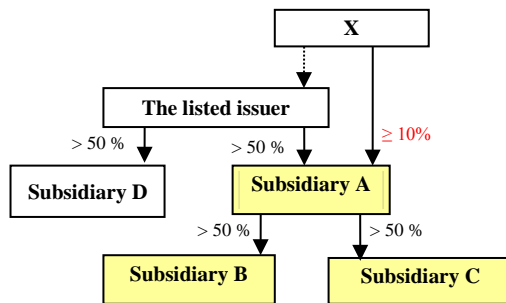 X
The listed issuer
> 50 %
> 50 %
≥ 10%
Subsidiary D
Subsidiary A
> 50 %
> 50 %
Subsidiary B
Subsidiary C